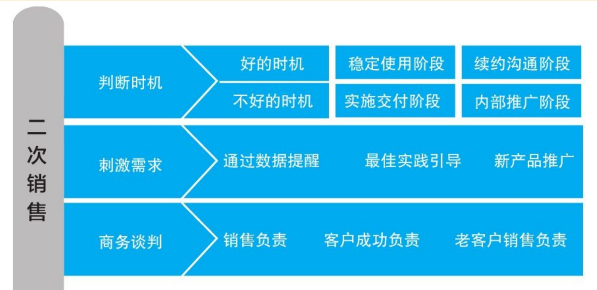 二次销售
判断时机
好的时机 稳定使用阶段 续约沟通阶段
不好的时机 实施交付阶段 内部推广阶段
刺激需求
通过数据提醒 最佳实践引导 新产品推广
商务谈判
销售负责 客户成功负责 老客户销售负责